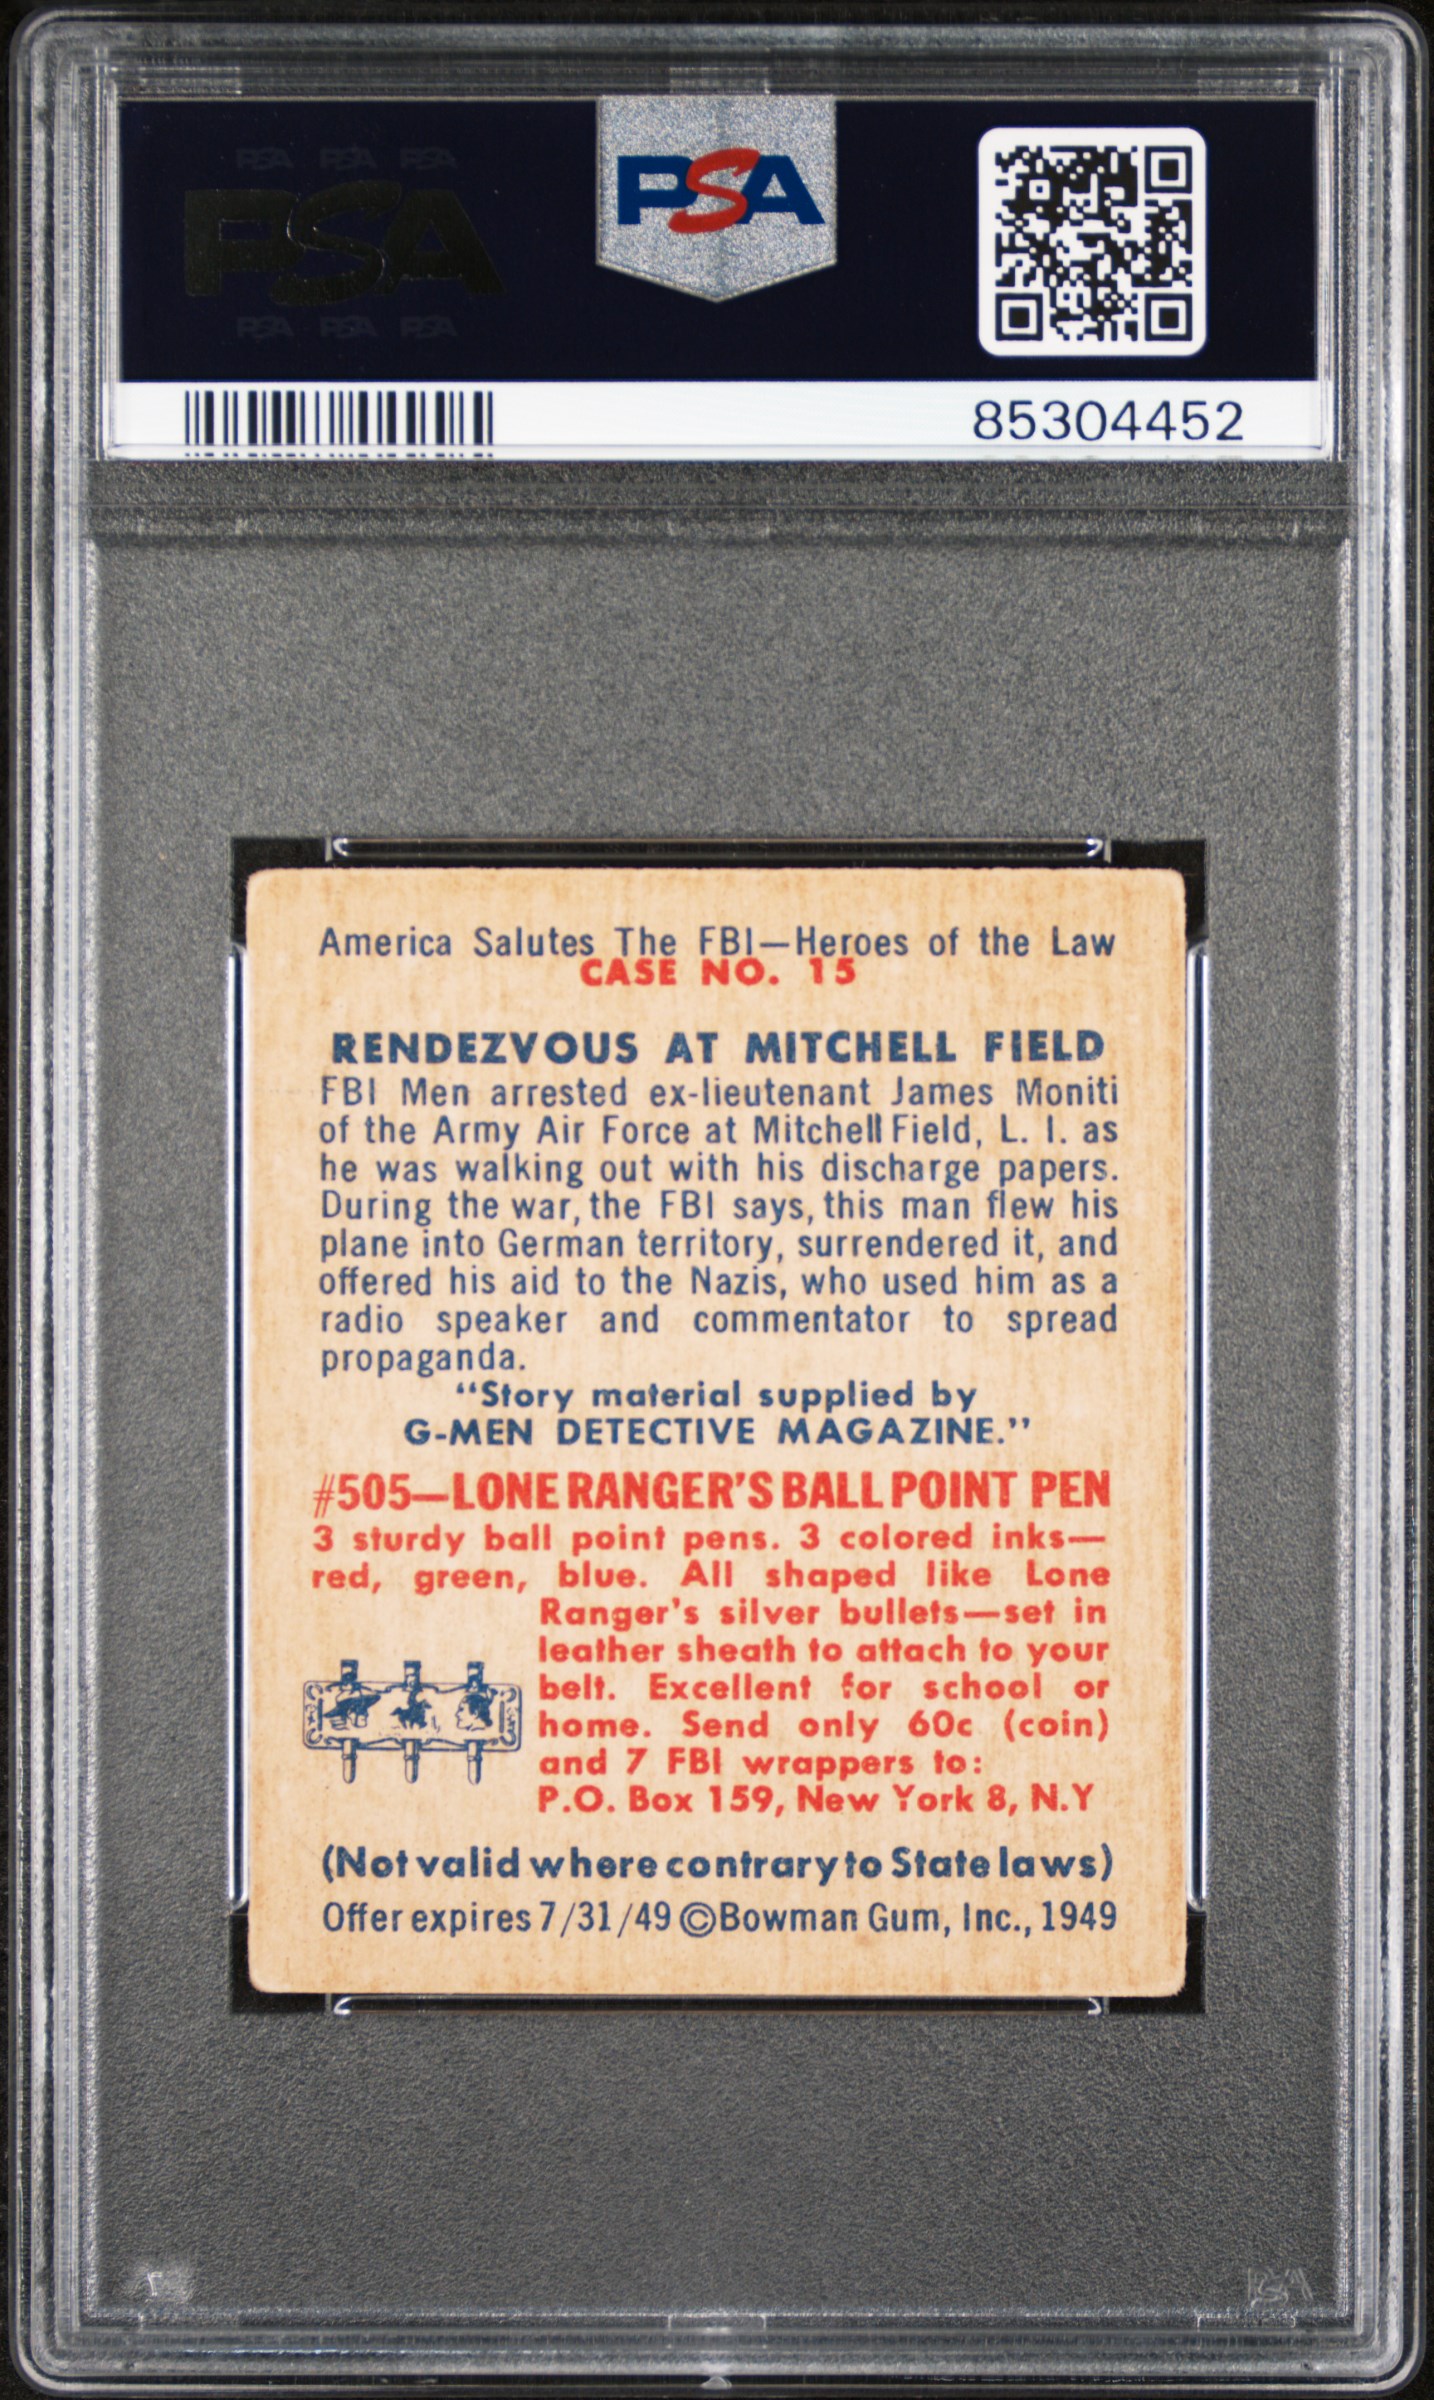 PSA PSA PSA
PSA
PSA PSA PSA
PSA
85304452
America Salutes The FBI—Heroes of the Law
CASE NO. 15
RENDEZVOUS AT MITCHELL FIELD
FBI Men arrested ex-lieutenant James Moniti
of the Army Air Force at Mitchell Field, L. I. as
he was walking out with his discharge papers.
During the war, the FBI says, this man flew his
plane into German territory, surrendered it, and
offered his aid to the Nazis, who used him as a
radio speaker and commentator to spread
propaganda.
"Story material supplied by
G-MEN DETECTIVE MAGAZINE."
#505—LONE RANGER'S BALL POINT PEN
3 sturdy ball point pens. 3 colored inks—
red, green, blue. All shaped like Lone
Ranger's silver bullets—set in
leather sheath to attach to your
belt. Excellent for school or
home. Send only 60c (coin)
and 7 FBI wrappers to:
P.O. Box 159, New York 8, N.Y
(Not valid where contrary to State laws)
Offer expires 7/31/49 ©Bowman Gum, Inc., 1949
PSA